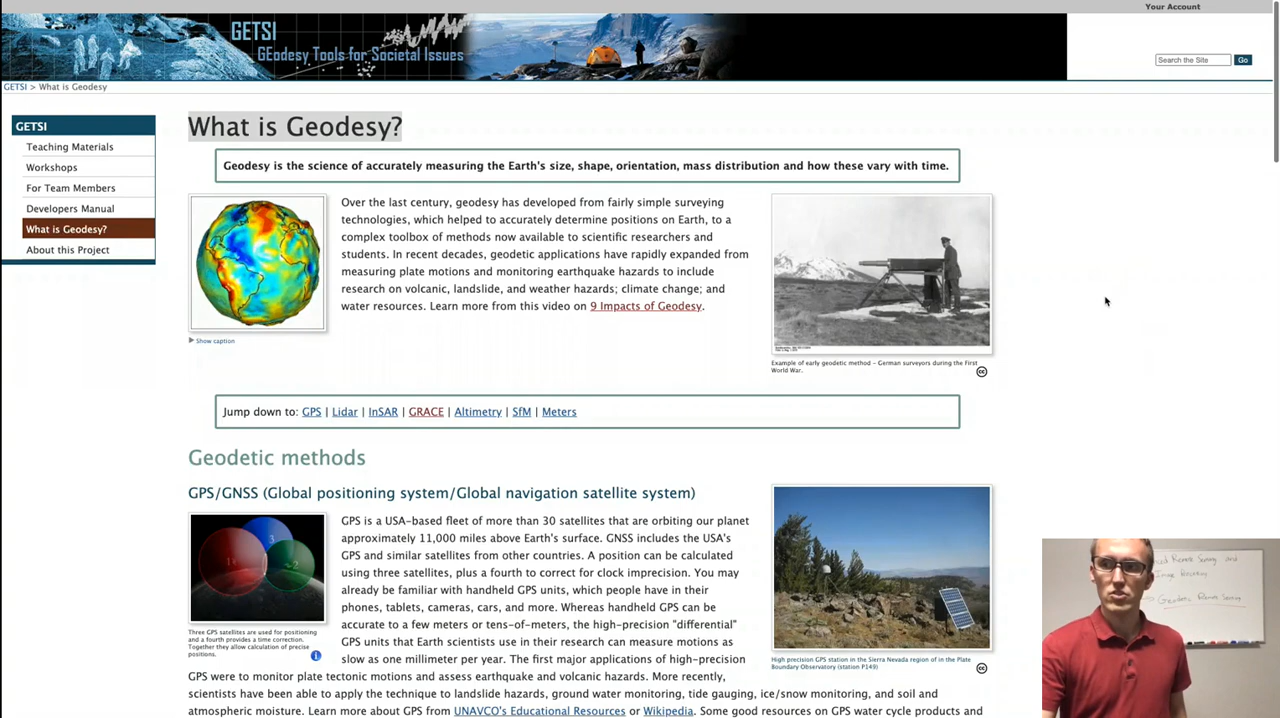 Your Account
GETSI
GEodesy Tools for Societal Issues
Search the Site
Go
GETSI > What is Geodesy
GETSI
Teaching Materials
Workshops
For Team Members
Developers Manual
What is Geodesy?
About this Project
What is Geodesy?
Geodesy is the science of accurately measuring the Earth's size, shape, orientation, mass distribution and how these vary with time.
Over the last century, geodesy has developed from fairly simple surveying
technologies, which helped to accurately determine positions on Earth, to a
complex toolbox of methods now available to scientific researchers and
students. In recent decades, geodetic applications have rapidly expanded from
measuring plate motions and monitoring earthquake hazards to include
research on volcanic, landslide, and weather hazards; climate change; and
water resources. Learn more from this video on 9 Impacts of Geodesy.
Show caption
Example of early geodetic method – German surveyors during the First
World War.
cc
Jump down to: GPS | Lidar | InSAR | GRACE | Altimetry | SfM | Meters
Geodetic methods
GPS/GNSS (Global positioning system/Global navigation satellite system)
GPS is a USA-based fleet of more than 30 satellites that are orbiting our planet
approximately 11,000 miles above Earth's surface. GNSS includes the USA's
GPS and similar satellites from other countries. A position can be calculated
using three satellites, plus a fourth to correct for clock imprecision. You may
already be familiar with handheld GPS units, which people have in their
phones, tablets, cameras, cars, and more. Whereas handheld GPS can be
accurate to a few meters or tens-of-meters, the high-precision "differential"
GPS units that Earth scientists use in their research can measure motions as
slow as one millimeter per year. The first major applications of high-precision
GPS were to monitor plate tectonic motions and assess earthquake and volcanic hazards. More recently,
scientists have been able to apply the technique to landslide hazards, ground water monitoring, tide gauging, ice/snow monitoring, and soil and
atmospheric moisture. Learn more about GPS from UNAVCO's Educational Resources or Wikipedia. Some good resources on GPS water cycle products and
Three GPS satellites are used for positioning
and a fourth provides a time correction.
Together they allow calculation of precise
positions.
High precision GPS station in the Sierra Nevada region of in the Plate
Boundary Observatory (station P149)
cc
Remote Sensing and
Image Processing
Geodetic Remote Sensing